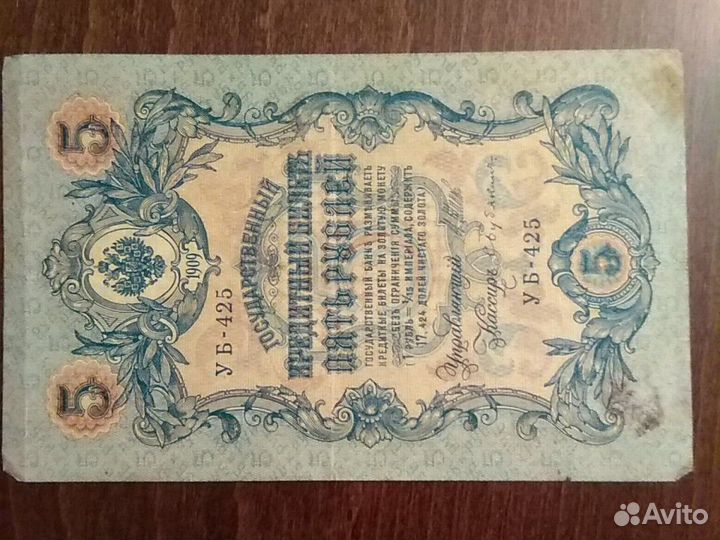 5 5
1909
УБ-425 УБ-425
ГОСУДАРСТВЕННЫЙ
КРЕДИТНЫЙ БИЛЕТЪ
ПЯТЬ РУБЛЕЙ
ГОСУДАРСТВЕННЫЙ БАНКЪ РАЗМѢНИВАЕТЪ
КРЕДИТНЫЕ БИЛЕТЫ НА ЗОЛОТУЮ МОНЕТУ
БЕЗЪ ОГРАНИЧЕНІЯ СУММЫ
(1 РУБЛЬ = 1/15 ИМПЕРІАЛА, СОДЕРЖИТЪ
17,424 ДОЛЕЙ ЧИСТАГО ЗОЛОТА)
Управляющій
Кассиръ
5
Avito